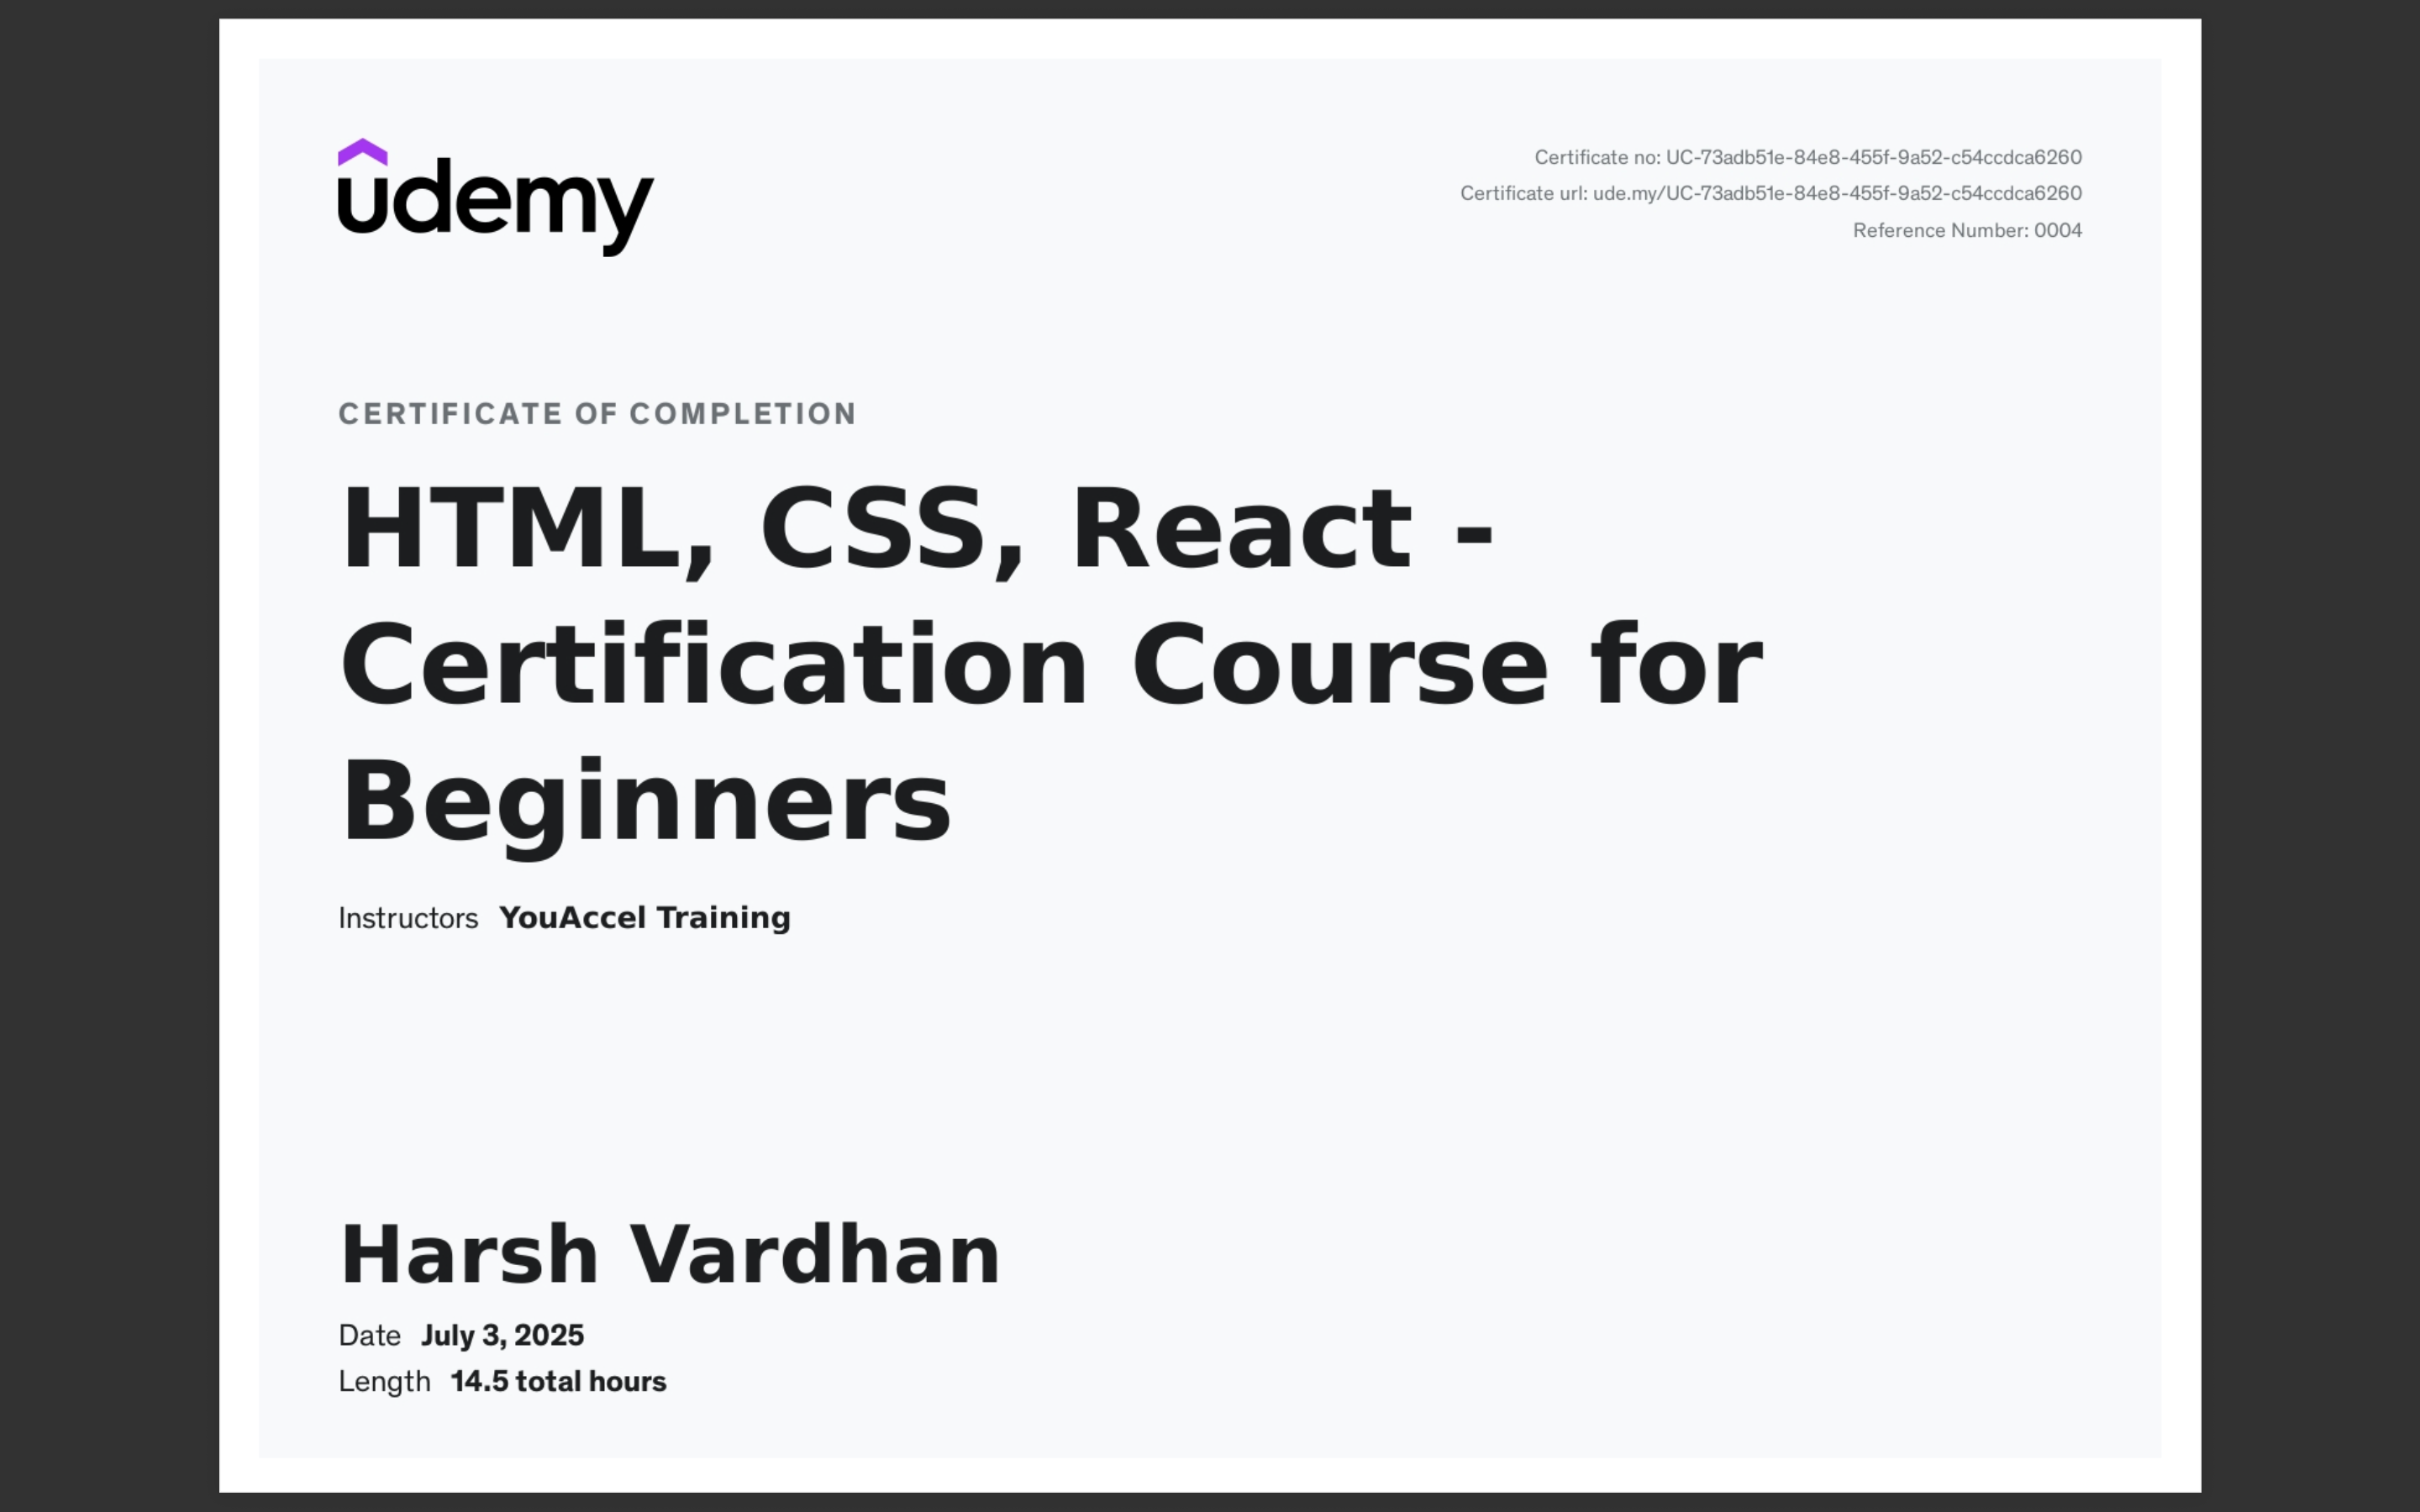 udemy
Certificate no: UC-73adb51e-84e8-455f-9a52-c54ccdca6260
Certificate url: ude.my/UC-73adb51e-84e8-455f-9a52-c54ccdca6260
Reference Number: 0004
CERTIFICATE OF COMPLETION
HTML, CSS, React -
Certification Course for
Beginners
Instructors YouAccel Training
Harsh Vardhan
Date July 3, 2025
Length 14.5 total hours